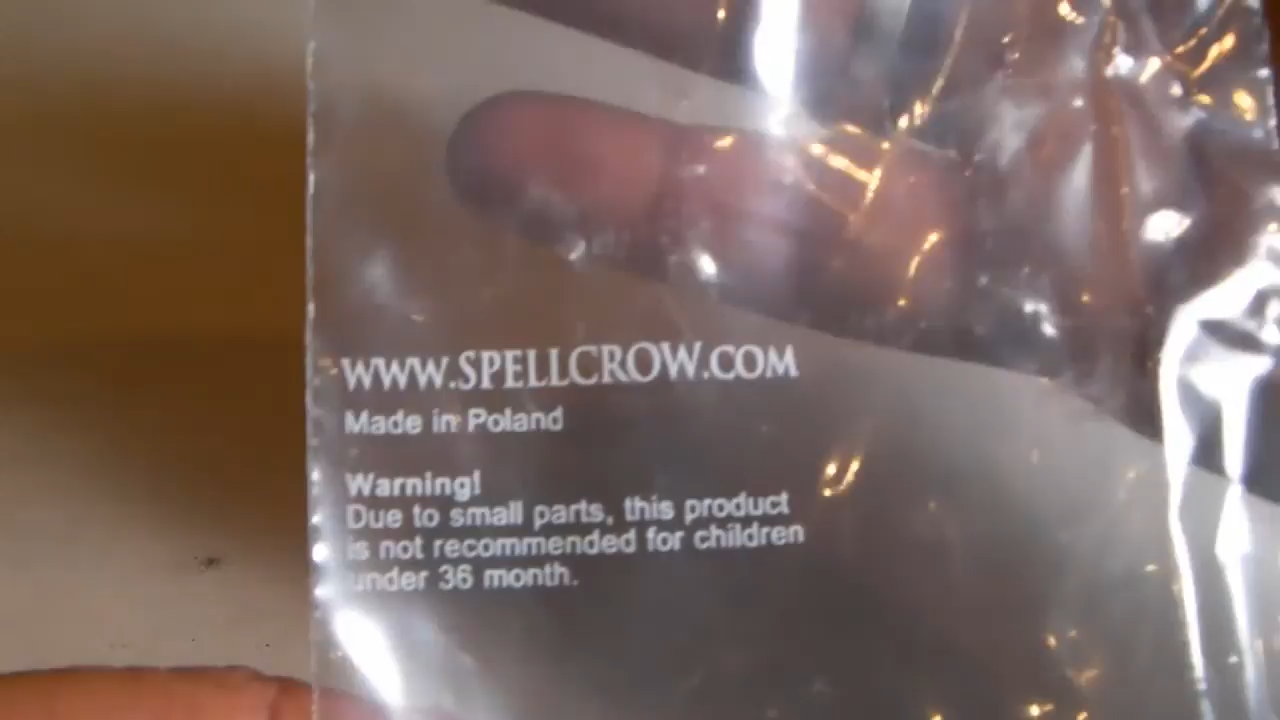 WWW.SPELLCROW.COM
Made in Poland
Warning!
Due to small parts, this product
is not recommended for children
under 36 month.